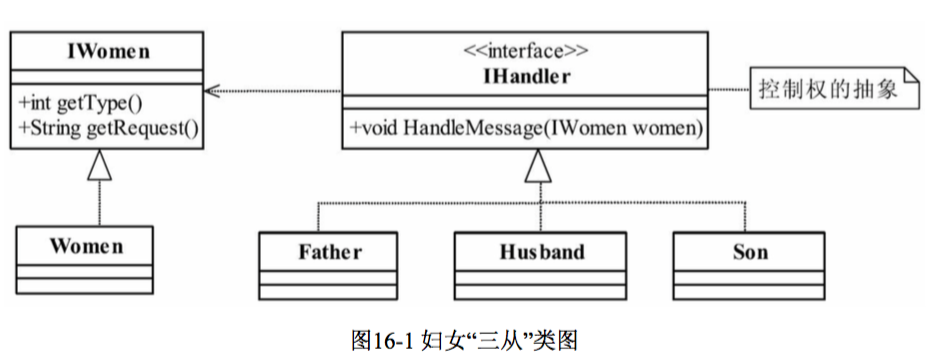 IWomen
+int getType()
+String getRequest()
<<interface>>
IHandler
+void HandleMessage(IWomen women)
控制权的抽象
Women
Father
Husband
Son
图16-1 妇女“三从”类图